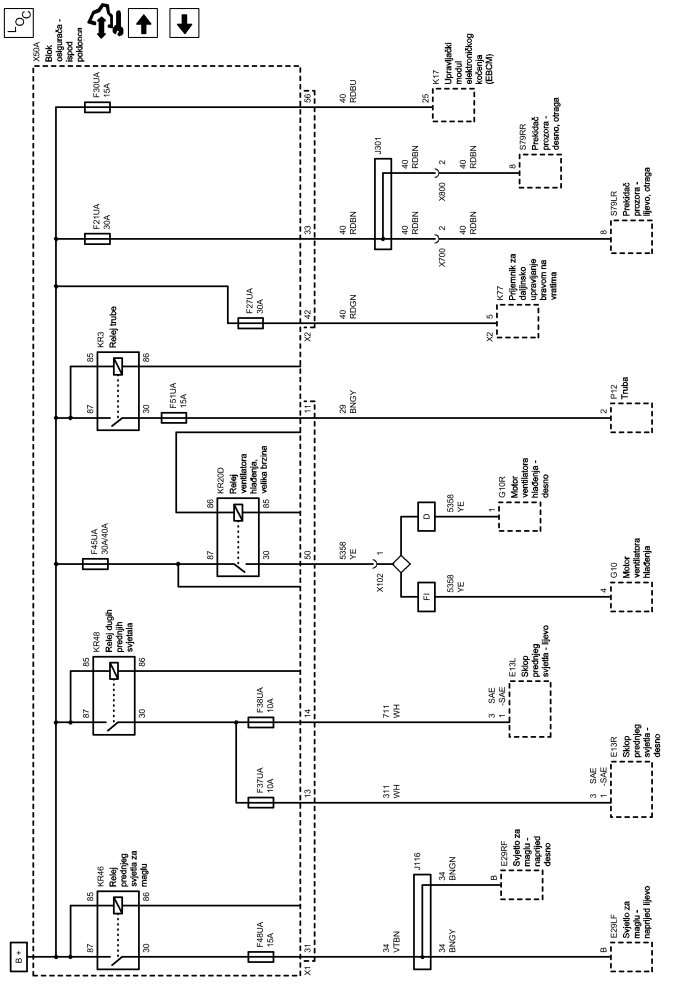 LOC
X50A
Blok
osigurača -
ispod
poklopca
F30UA
15A
56
40
RDBU
25
K17
Upravljački
modul
elektroničkog
kočenja
(EBCM)
J301
40
RDBN
2
X800
40
RDBN
8
S79RR
Prekidač
prozora -
desno, otraga
F21UA
30A
33
40
RDBN
40
RDBN
2
X700
40
RDBN
8
S79LR
Prekidač
prozora -
lijevo, otraga
F27UA
30A
42
X2
40
RDGN
5
X2
K77
Prijemnik za
daljinsko
upravljanje
bravom na
vratima
KR3
Relej trube
85
86
87
30
F51UA
15A
11
29
BNGY
2
P12
Truba
KR20D
Relej
ventilatora
hlađenja,
velika brzina
86
85
87
30
F45UA
30A/40A
50
5358
YE
1
X102
D
5358
YE
1
G10R
Motor
ventilatora
hlađenja -
desno
FI
5358
YE
4
G10
Motor
ventilatora
hlađenja
KR48
Relej dugih
prednjih
svjetala
85
86
87
30
F38UA
10A
14
711
WH
3 SAE
1 -SAE
E13L
Sklop
prednjeg
svjetla - lijevo
F37UA
10A
13
311
WH
3 SAE
1 -SAE
E13R
Sklop
prednjeg
svjetla -
desno
KR46
Relej
prednjeg
svjetla za
maglu
85
86
87
30
B +
F48UA
15A
31
X1
34
VTBN
J116
34
BNGN
B
E29RF
Svjetlo za
maglu -
naprijed
desno
34
BNGY
B
E29LF
Svjetlo za
maglu -
naprijed lijevo